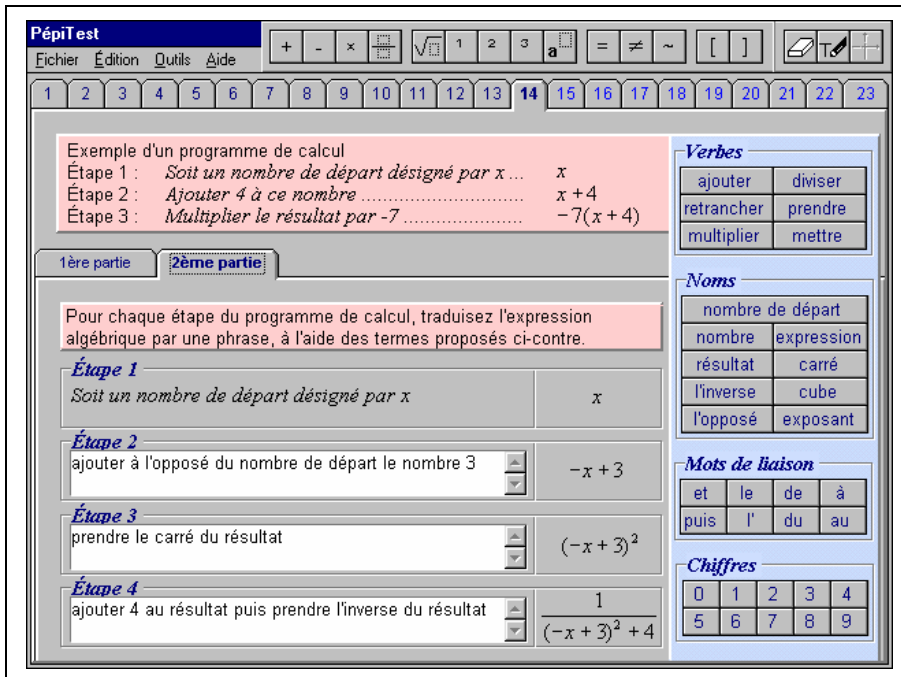 PépiTest
Fichier Édition Outils Aide
+ - × √ 1 2 3 a = ≠ ~ [ ] T
1 2 3 4 5 6 7 8 9 10 11 12 13 14 15 16 17 18 19 20 21 22 23
Exemple d'un programme de calcul
Étape 1 : Soit un nombre de départ désigné par x ... x
Étape 2 : Ajouter 4 à ce nombre .............................. x + 4
Étape 3 : Multiplier le résultat par -7 ...................... −7(x + 4)
1ère partie 2ème partie
Pour chaque étape du programme de calcul, traduisez l'expression
algébrique par une phrase, à l'aide des termes proposés ci-contre.
Étape 1
Soit un nombre de départ désigné par x x
Étape 2
ajouter à l'opposé du nombre de départ le nombre 3 −x + 3
Étape 3
prendre le carré du résultat (−x + 3)²
Étape 4
ajouter 4 au résultat puis prendre l'inverse du résultat 1
(−x + 3)² + 4
Verbes
ajouter diviser
retrancher prendre
multiplier mettre
Noms
nombre de départ
nombre expression
résultat carré
l'inverse cube
l'opposé exposant
Mots de liaison
et le de à
puis l' du au
Chiffres
0 1 2 3 4
5 6 7 8 9